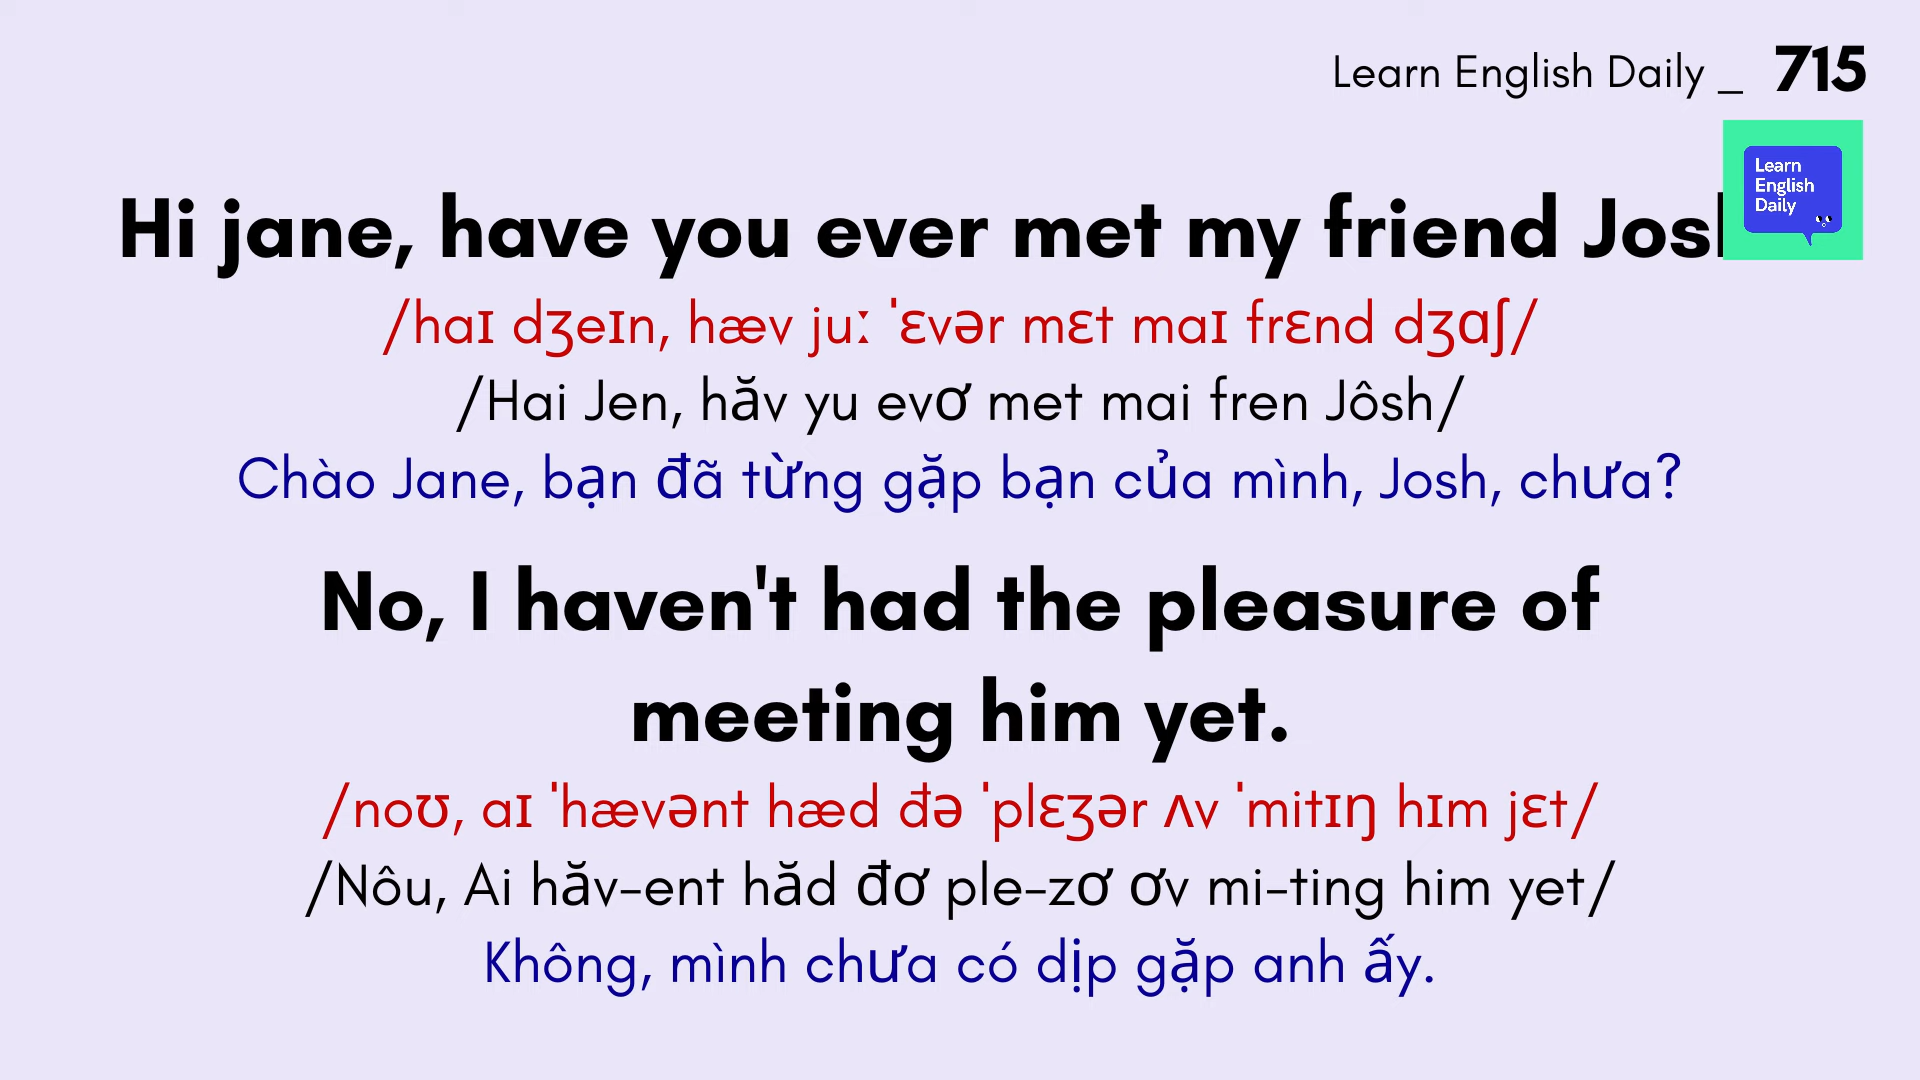 Learn English Daily _ 715
Learn
English
Daily
Hi jane, have you ever met my friend
/haɪ dʒeɪn, hæv juː ˈɛvər mɛt maɪ frɛnd dʒɑʃ/
/Hai Jen, hăv yu evơ met mai fren Jôsh/
Chào Jane, bạn đã từng gặp bạn của mình, Josh, chưa?
No, I haven't had the pleasure of
meeting him yet.
/noʊ, aɪ ˈhævənt hæd đə ˈplɛʒər ʌv ˈmitɪŋ hɪm jɛt/
/Nôu, Ai hăv-ent hăd đơ ple-zơ ơv mi-ting him yet/
Không, mình chưa có dịp gặp anh ấy.